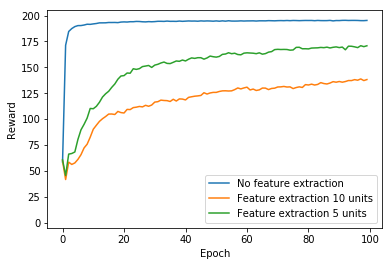 200
175
150
125
100
75
50
25
0
Reward
No feature extraction
Feature extraction 10 units
Feature extraction 5 units
0 20 40 60 80 100
Epoch